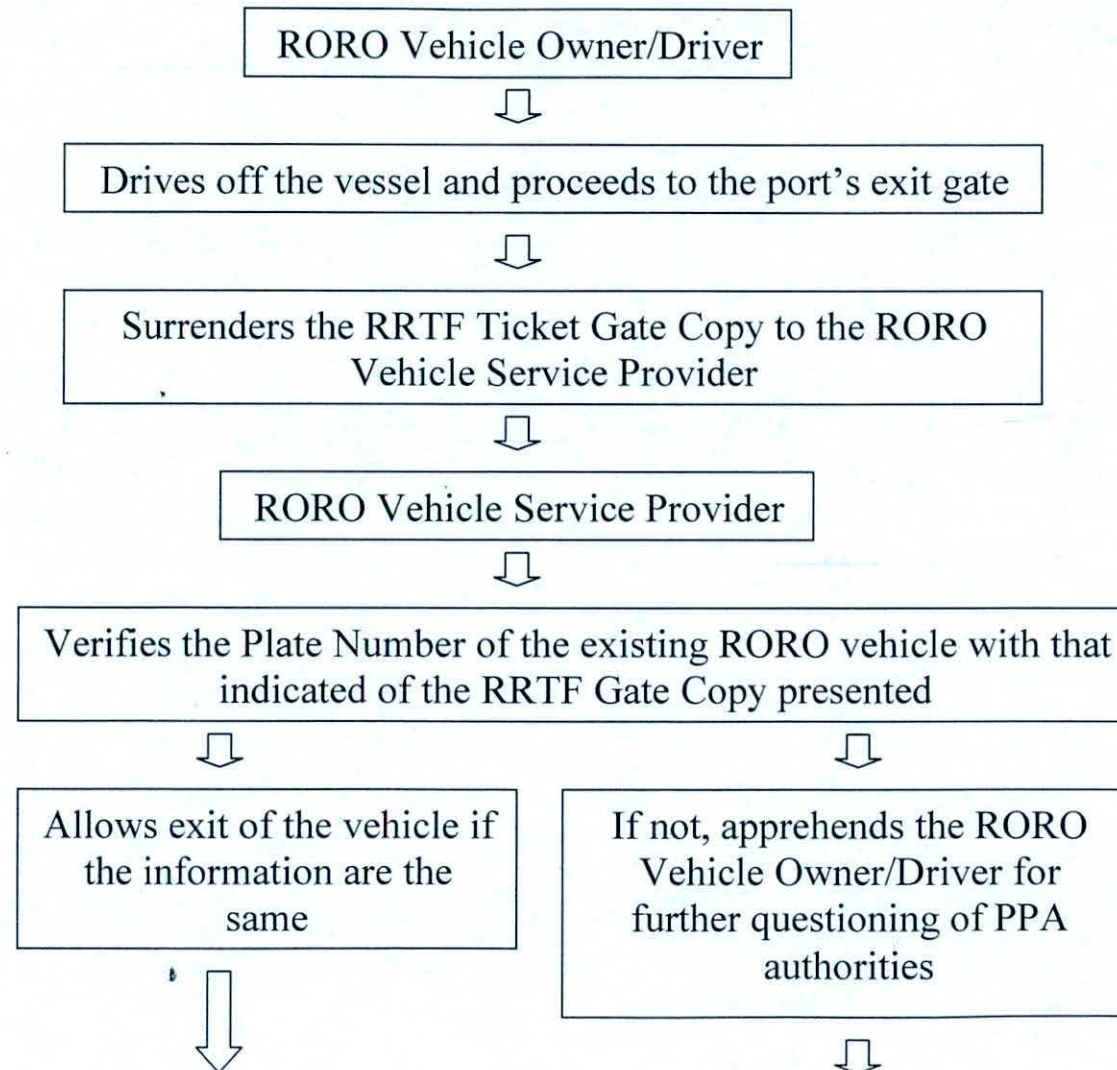 RORO Vehicle Owner/Driver
Drives off the vessel and proceeds to the port's exit gate
Surrenders the RRTF Ticket Gate Copy to the RORO
Vehicle Service Provider
RORO Vehicle Service Provider
Verifies the Plate Number of the existing RORO vehicle with that
indicated of the RRTF Gate Copy presented
Allows exit of the vehicle if
the information are the
same
If not, apprehends the RORO
Vehicle Owner/Driver for
further questioning of PPA
authorities